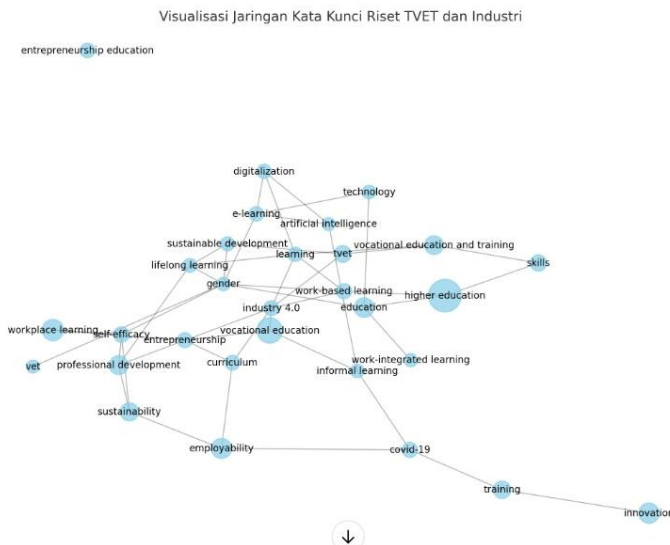 Visualisasi Jaringan Kata Kunci Riset TVET dan Industri
entrepreneurship education
digitalization
technology
e-learning
artificial intelligence
sustainable development
vocational education and training
learning
tvet
lifelong learning
skills
gender
work-based learning
higher education
industry 4.0
education
workplace learning
self-efficacy
vocational education
entrepreneurship
vet
professional development
curriculum
work-integrated learning
informal learning
sustainability
employability
covid-19
training
innovation